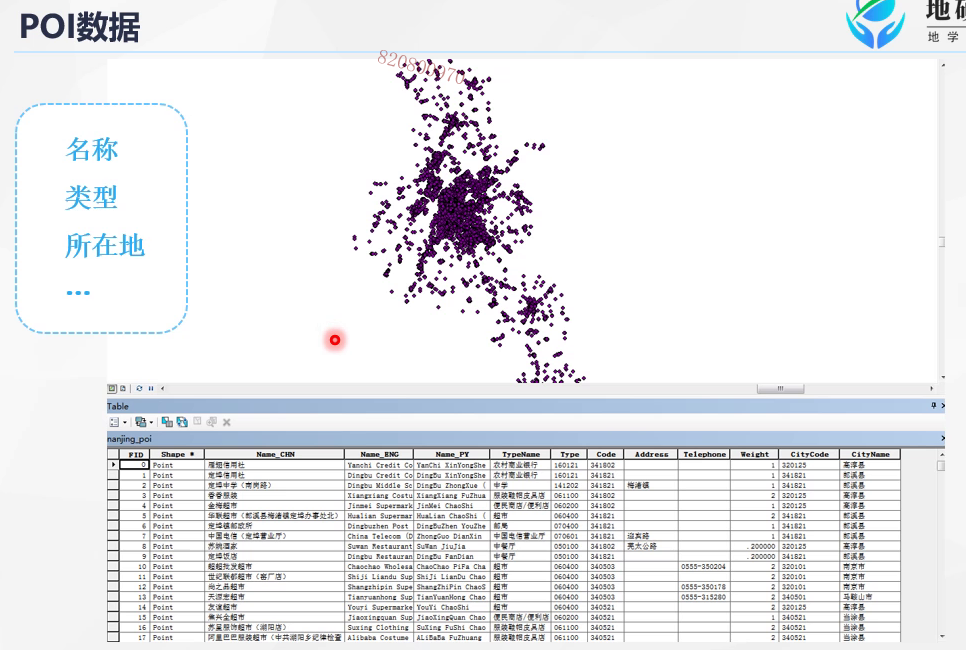 POI数据
地
地 学
名称
类型
所在地
...
Table
nanjing_poi
FID Shape * Name_CHN Name_ENG Name_PY TypeName Type Code Address Telephone Weight CityCode CityName
0 Point 雁翅信用社 Yanchi Credit Co YanChi XinYongShe 农村商业银行 160121 341802 1 320125 高淳县
1 Point 定埠信用社 Dingbu Credit Co DingBu XinYongShe 农村商业银行 160121 341821 1 341821 郎溪县
2 Point 定埠中学（南岗路） Dingbu Middle Sc DingBu ZhongXue ( 中学 141202 341821 梅渚镇 1 341821 郎溪县
3 Point 香香服装 Xiangxiang Costu XiangXiang FuZhua 服装鞋帽皮具店 061100 341802 2 320125 高淳县
4 Point 金梅超市 Jinmei Supermark JinMei ChaoShi 便民商店/便利店 060200 341802 2 320125 高淳县
5 Point 华联超市（郎溪县梅渚镇定埠办事处北） Hualian Supermar HuaLian ChaoShi ( 超市 060400 341821 2 341821 郎溪县
6 Point 定埠镇邮政所 Dingbuzhen Post DingBuZhen YouZhe 邮局 070400 341821 1 341821 郎溪县
7 Point 中国电信（定埠营业厅） China Telecom (D ZhongGuo DianXin 中国电信营业厅 070601 341821 迎宾路 1 341821 郎溪县
8 Point 苏皖酒家 Suwan Restaurant SuWan JiuJia 中餐厅 050100 341802 芜太公路 .200000 320125 高淳县
9 Point 定埠饭店 Dingbu Restauran DingBu FanDian 中餐厅 050100 341821 .200000 341821 郎溪县
10 Point 超超批发超市 Chaochao Wholesa ChaoChao PiFa Cha 超市 060400 340503 0555-350204 2 320101 南京市
11 Point 世纪联都超市（窑厂店） Shiji Liandu Sup ShiJi LianDu Chao 超市 060400 340503 2 320101 南京市
12 Point 尚之品超市 Shangzhipin Supe ShangZhiPin ChaoS 超市 060400 340503 0555-350178 2 320101 南京市
13 Point 天源宏超市 Tianyuanhong Sup TianYuanHong Chao 超市 060400 340503 0555-315280 2 340501 马鞍山市
14 Point 友谊超市 Youyi Supermarke YouYi ChaoShi 超市 060400 340521 2 320125 高淳县
15 Point 焦兴全超市 Jiaoxingquan Sup JiaoXingQuan Chao 便民商店/便利店 060200 340521 2 340521 当涂县
16 Point 苏星服饰超市（湖阳店） Suxing Clothing SuXing FuShi Chao 服装鞋帽皮具店 061100 340521 2 340521 当涂县
17 Point 阿里巴巴服装超市（中共湖阳乡纪律检查 Alibaba Costume ALiBaBa FuZhuang 服装鞋帽皮具店 061100 340521 2 340521 当涂县